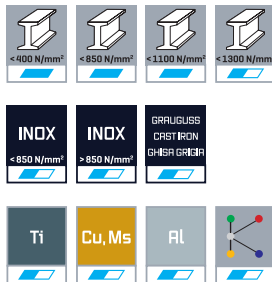 <400 N/mm² <850 N/mm² <1100 N/mm² <1300 N/mm²
INOX INOX GRAUGUSS
CAST IRON
<850 N/mm² >850 N/mm² GHISA GRIGIA
Ti Cu, Ms Al